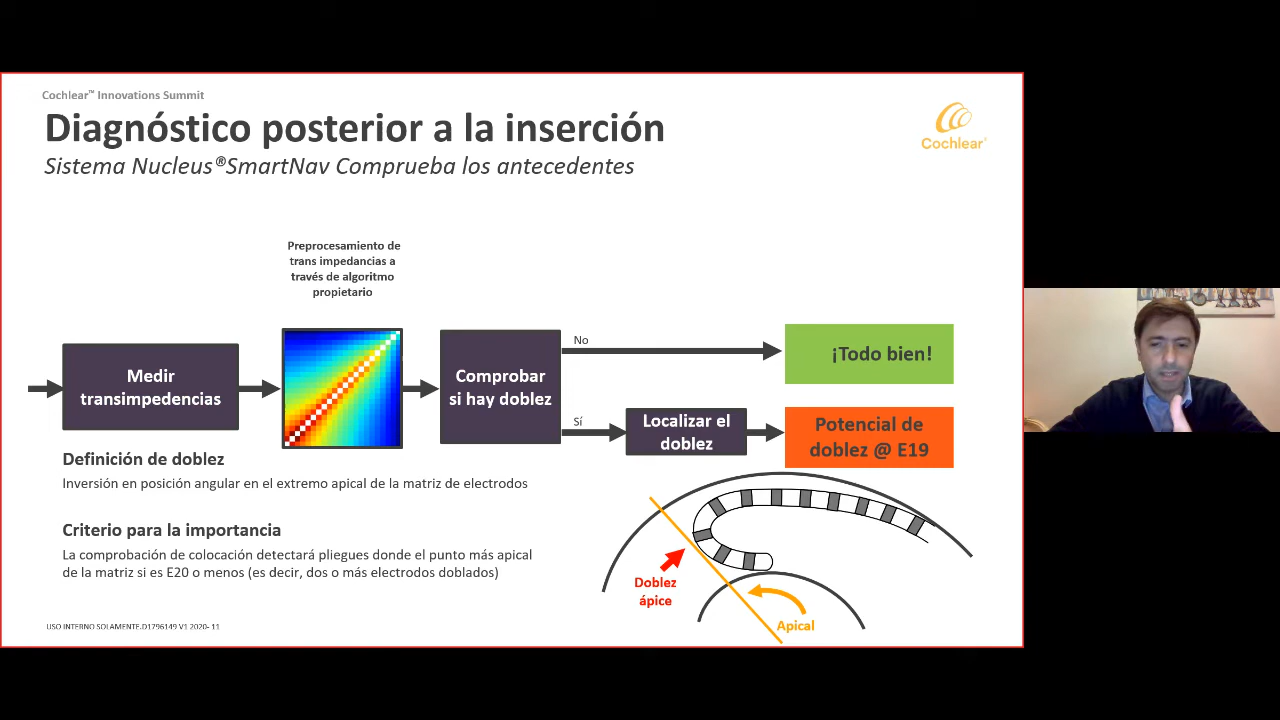 Cochlear™ Innovations Summit
Diagnóstico posterior a la inserción
Sistema Nucleus®SmartNav Comprueba los antecedentes
Cochlear®
Preprocesamiento de
trans impedancias a
través de algoritmo
propietario
Medir
transimpedencias
Comprobar
si hay doblez
No
¡Todo bien!
Sí
Localizar el
doblez
Potencial de
doblez @ E19
Definición de doblez
Inversión en posición angular en el extremo apical de la matriz de electrodos
Criterio para la importancia
La comprobación de colocación detectará pliegues donde el punto más apical
de la matriz si es E20 o menos (es decir, dos o más electrodos doblados)
Doblez
ápice
Apical
USO INTERNO SOLAMENTE.D1796149 V1 2020- 11